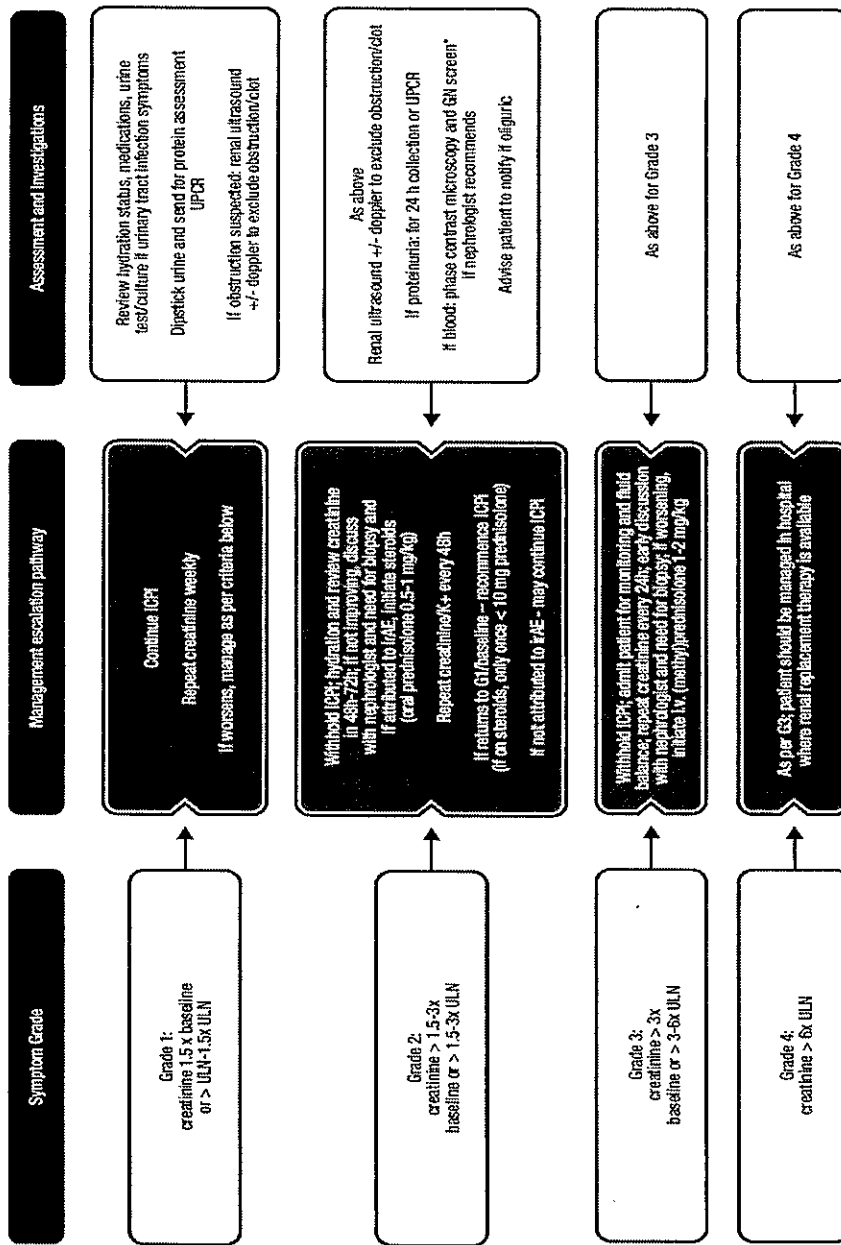 Symptom Grade
Management escalation pathway
Assessment and Investigations
Grade 1:
creatinine 1.5 x baseline
or > ULN-1.5x ULN
Continue ICPi
Repeat creatinine weekly
If worsens, manage as per criteria below
Review hydration status, medications, urine
test/culture if urinary tract infection symptoms
Dipstick urine and send for protein assessment
UPCR
If obstruction suspected: renal ultrasound
+/- doppler to exclude obstruction/clot
Grade 2:
creatinine > 1.5-3x
baseline or > 1.5-3x ULN
Withhold ICPi; hydration and review creatinine
in 48h-72h; if not improving, discuss
with nephrologist and need for biopsy and
if attributed to irAE, initiate steroids
(oral prednisolone 0.5-1 mg/kg)
Repeat creatinine/K+ every 48h
If returns to G1/baseline – recommence ICPi
(if on steroids, only once < 10 mg prednisolone)
If not attributed to irAE - may continue ICPi
As above
Renal ultrasound +/- doppler to exclude obstruction/clot
If proteinuria: for 24 h collection or UPCR
If blood: phase contrast microscopy and GN screen*
if nephrologist recommends
Advise patient to notify if oliguric
Grade 3:
creatinine > 3x
baseline or > 3-6x ULN
Withhold ICPi; admit patient for monitoring and fluid
balance; repeat creatinine every 24h; early discussion
with nephrologist and need for biopsy; if worsening,
initiate i.v. (methyl)prednisolone 1-2 mg/kg
As above for Grade 3
Grade 4:
creatinine > 6x ULN
As per G3; patient should be managed in hospital
where renal replacement therapy is available
As above for Grade 4